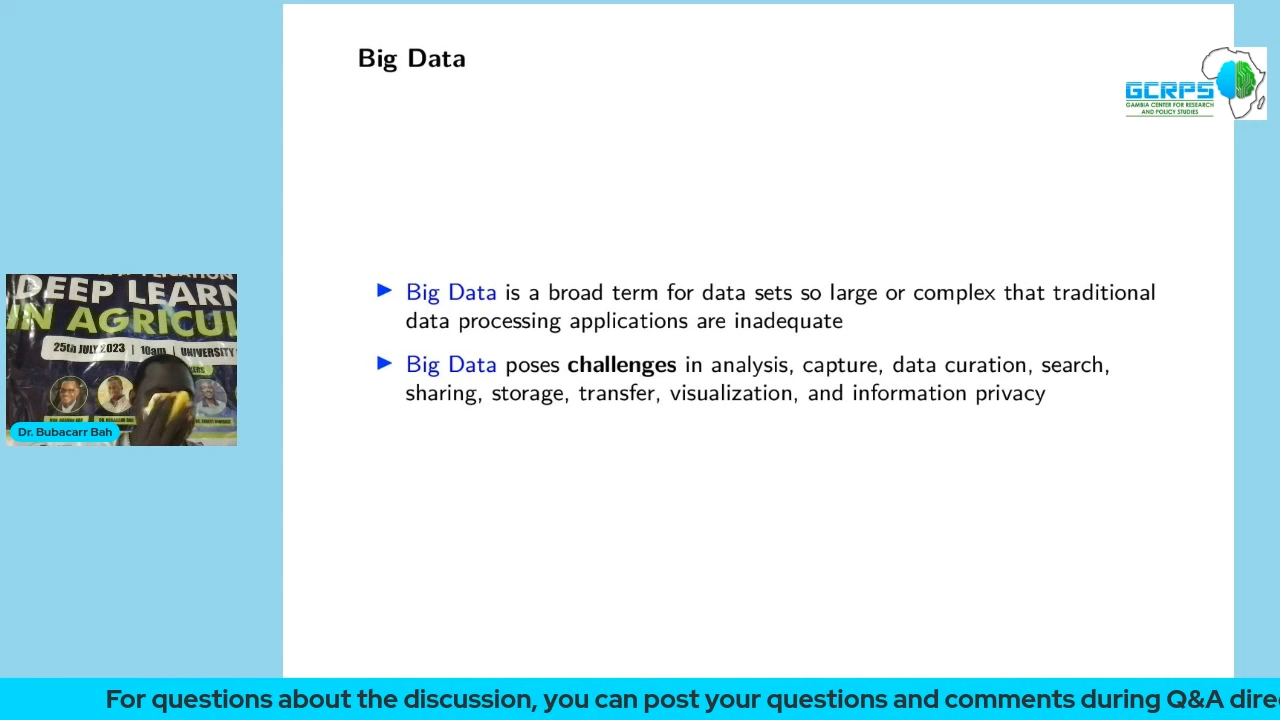 Big Data
GCRPS
GAMBIA CENTER FOR RESEARCH
AND POLICY STUDIES
Big Data is a broad term for data sets so large or complex that traditional
data processing applications are inadequate
Big Data poses challenges in analysis, capture, data curation, search,
sharing, storage, transfer, visualization, and information privacy
DEEP LEARN
IN AGRICUL
25th JULY 2023 | 10am | UNIVERSITY
Dr. Bubacarr Bah
For questions about the discussion, you can post your questions and comments during Q&A dire